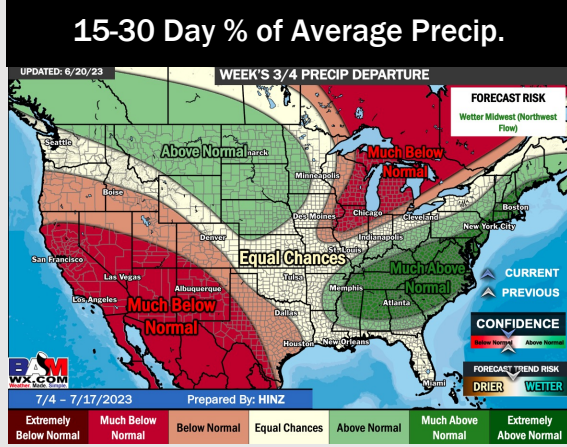 15-30 Day % of Average Precip.
UPDATED: 6/20/23
WEEK'S 3/4 PRECIP DEPARTURE
FORECAST RISK
Wetter Midwest (Northwest
Flow)
Seattle
Above Normal
marck
Minneapolis
Much Below
Normal
Boise
Boston
Des Moines
Chicago
Cleveland
New York City
Denver
Indianapolis
San Francisco
Equal Chances
St. Louis
Las Vegas
Tulsa
Much Above
Normal
CURRENT
PREVIOUS
Los Angeles
Albuquerque
Memphis
Much Below
Normal
Atlanta
Dallas
CONFIDENCE
Below Normal
Above Normal
Houston
New Orleans
FORECAST TREND RISK
DRIER
WETTER
Miami
BAM
WX.COM
Weather. Made. Simple.
7/4 – 7/17/2023
Prepared By: HINZ
Extremely
Below Normal
Much Below
Normal
Below Normal
Equal Chances
Above Normal
Much Above
Normal
Extremely
Above Normal